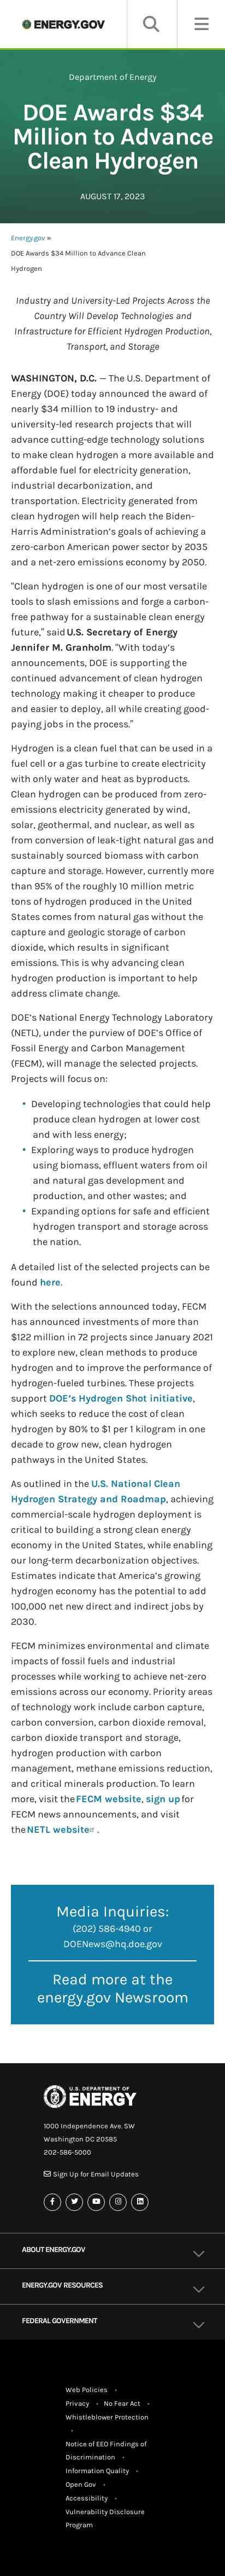 ENERGY.GOV
Department of Energy
DOE Awards $34
Million to Advance
Clean Hydrogen
AUGUST 17, 2023
Energy.gov »
DOE Awards $34 Million to Advance Clean
Hydrogen
Industry and University-Led Projects Across the
Country Will Develop Technologies and
Infrastructure for Efficient Hydrogen Production,
Transport, and Storage
WASHINGTON, D.C. — The U.S. Department of
Energy (DOE) today announced the award of
nearly $34 million to 19 industry- and
university-led research projects that will
advance cutting-edge technology solutions
to make clean hydrogen a more available and
affordable fuel for electricity generation,
industrial decarbonization, and
transportation. Electricity generated from
clean hydrogen will help reach the Biden-
Harris Administration's goals of achieving a
zero-carbon American power sector by 2035
and a net-zero emissions economy by 2050.
"Clean hydrogen is one of our most versatile
tools to slash emissions and forge a carbon-
free pathway for a sustainable clean energy
future," said U.S. Secretary of Energy
Jennifer M. Granholm. "With today's
announcements, DOE is supporting the
continued advancement of clean hydrogen
technology making it cheaper to produce
and easier to deploy, all while creating good-
paying jobs in the process."
Hydrogen is a clean fuel that can be used in a
fuel cell or a gas turbine to create electricity
with only water and heat as byproducts.
Clean hydrogen can be produced from zero-
emissions electricity generated by wind,
solar, geothermal, and nuclear, as well as
from conversion of leak-tight natural gas and
sustainably sourced biomass with carbon
capture and storage. However, currently more
than 95% of the roughly 10 million metric
tons of hydrogen produced in the United
States comes from natural gas without the
capture and geologic storage of carbon
dioxide, which results in significant
emissions. This is why advancing clean
hydrogen production is important to help
address climate change.
DOE's National Energy Technology Laboratory
(NETL), under the purview of DOE's Office of
Fossil Energy and Carbon Management
(FECM), will manage the selected projects.
Projects will focus on:
• Developing technologies that could help
produce clean hydrogen at lower cost
and with less energy;
• Exploring ways to produce hydrogen
using biomass, effluent waters from oil
and natural gas development and
production, and other wastes; and
• Expanding options for safe and efficient
hydrogen transport and storage across
the nation.
A detailed list of the selected projects can be
found here.
With the selections announced today, FECM
has announced investments of more than
$122 million in 72 projects since January 2021
to explore new, clean methods to produce
hydrogen and to improve the performance of
hydrogen-fueled turbines. These projects
support DOE's Hydrogen Shot initiative,
which seeks to reduce the cost of clean
hydrogen by 80% to $1 per 1 kilogram in one
decade to grow new, clean hydrogen
pathways in the United States.
As outlined in the U.S. National Clean
Hydrogen Strategy and Roadmap, achieving
commercial-scale hydrogen deployment is
critical to building a strong clean energy
economy in the United States, while enabling
our long-term decarbonization objectives.
Estimates indicate that America's growing
hydrogen economy has the potential to add
100,000 net new direct and indirect jobs by
2030.
FECM minimizes environmental and climate
impacts of fossil fuels and industrial
processes while working to achieve net-zero
emissions across our economy. Priority areas
of technology work include carbon capture,
carbon conversion, carbon dioxide removal,
carbon dioxide transport and storage,
hydrogen production with carbon
management, methane emissions reduction,
and critical minerals production. To learn
more, visit the FECM website, sign up for
FECM news announcements, and visit
the NETL website .
Media Inquiries:
(202) 586-4940 or
DOENews@hq.doe.gov
Read more at the
energy.gov Newsroom
U.S. DEPARTMENT OF
ENERGY
1000 Independence Ave. SW
Washington DC 20585
202-586-5000
Sign Up for Email Updates
ABOUT ENERGY.GOV
ENERGY.GOV RESOURCES
FEDERAL GOVERNMENT
Web Policies •
Privacy • No Fear Act •
Whistleblower Protection
•
Notice of EEO Findings of
Discrimination •
Information Quality •
Open Gov •
Accessibility •
Vulnerability Disclosure
Program